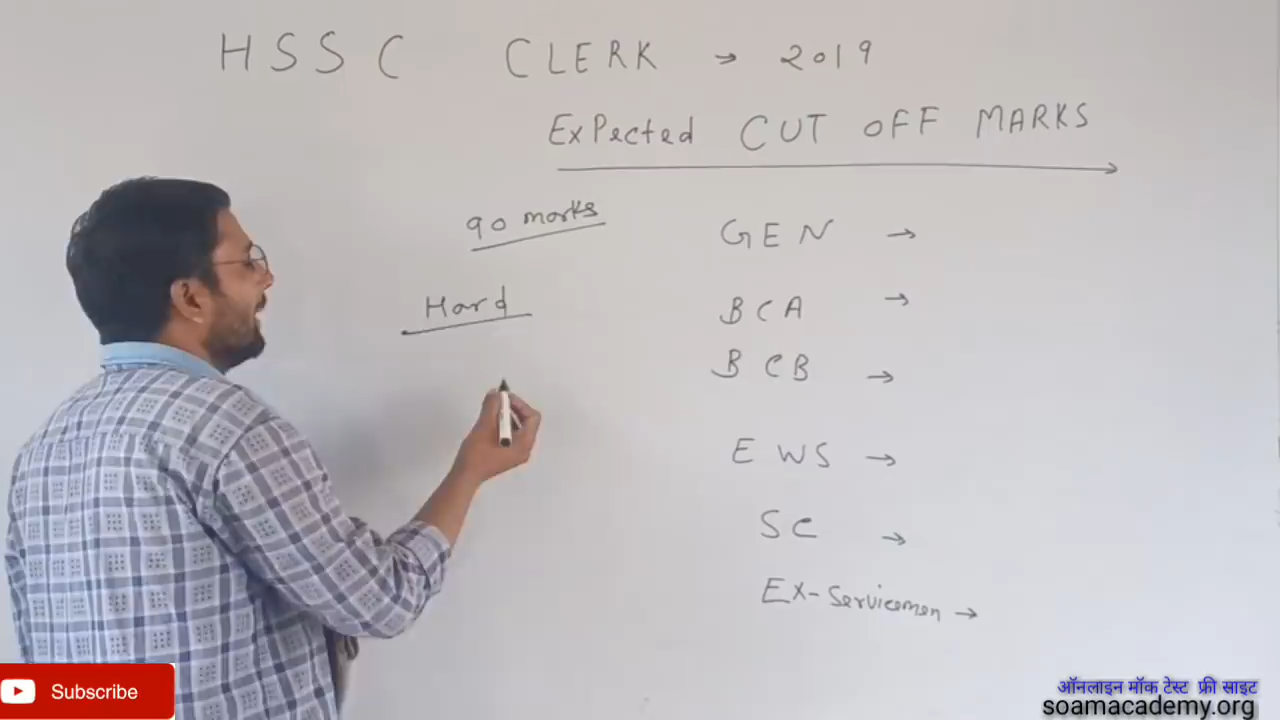 HSSC CLERK → 2019
Expected CUT OFF MARKS
90 marks
GEN →
Hard
BCA →
BCB →
EWS →
SC →
Ex-Servicemen →
Subscribe
ऑनलाइन मॉक टेस्ट फ्री साइट
soamacademy.org